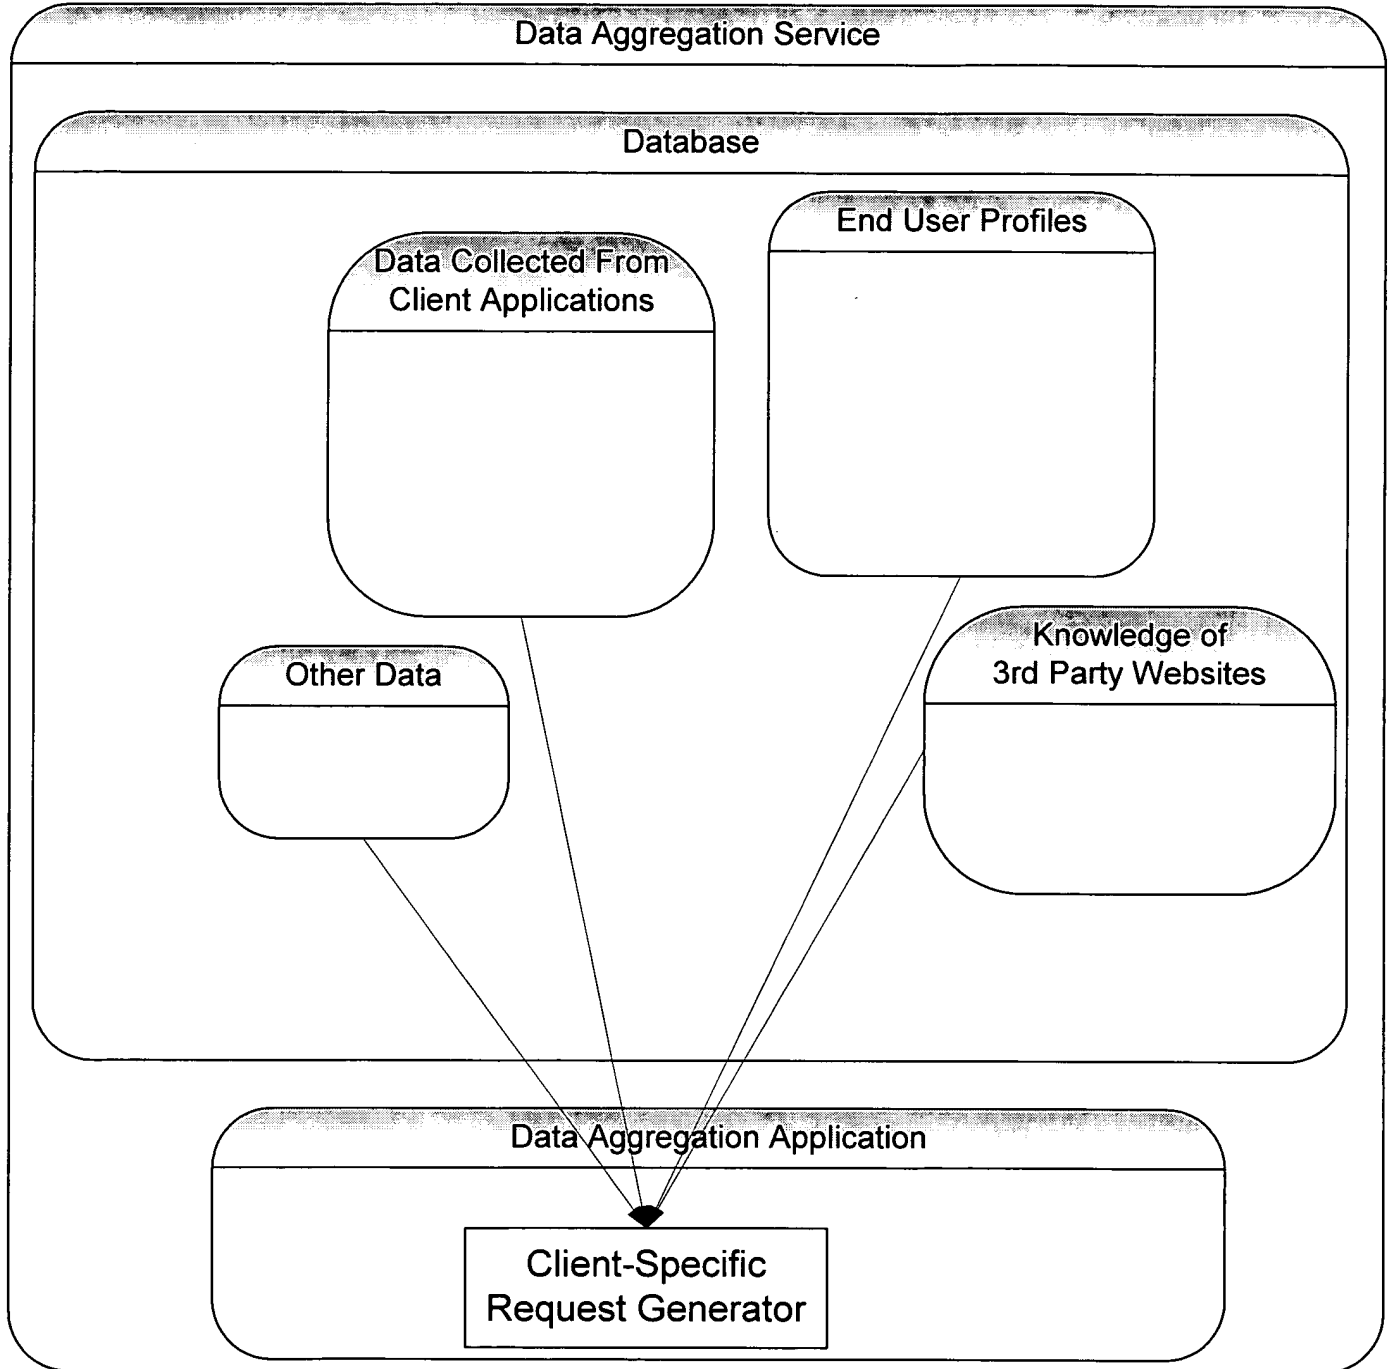 Data Aggregation Service
Database
End User Profiles
Data Collected From
Client Applications
Knowledge of
3rd Party Websites
Other Data
Data Aggregation Application
Client-Specific
Request Generator